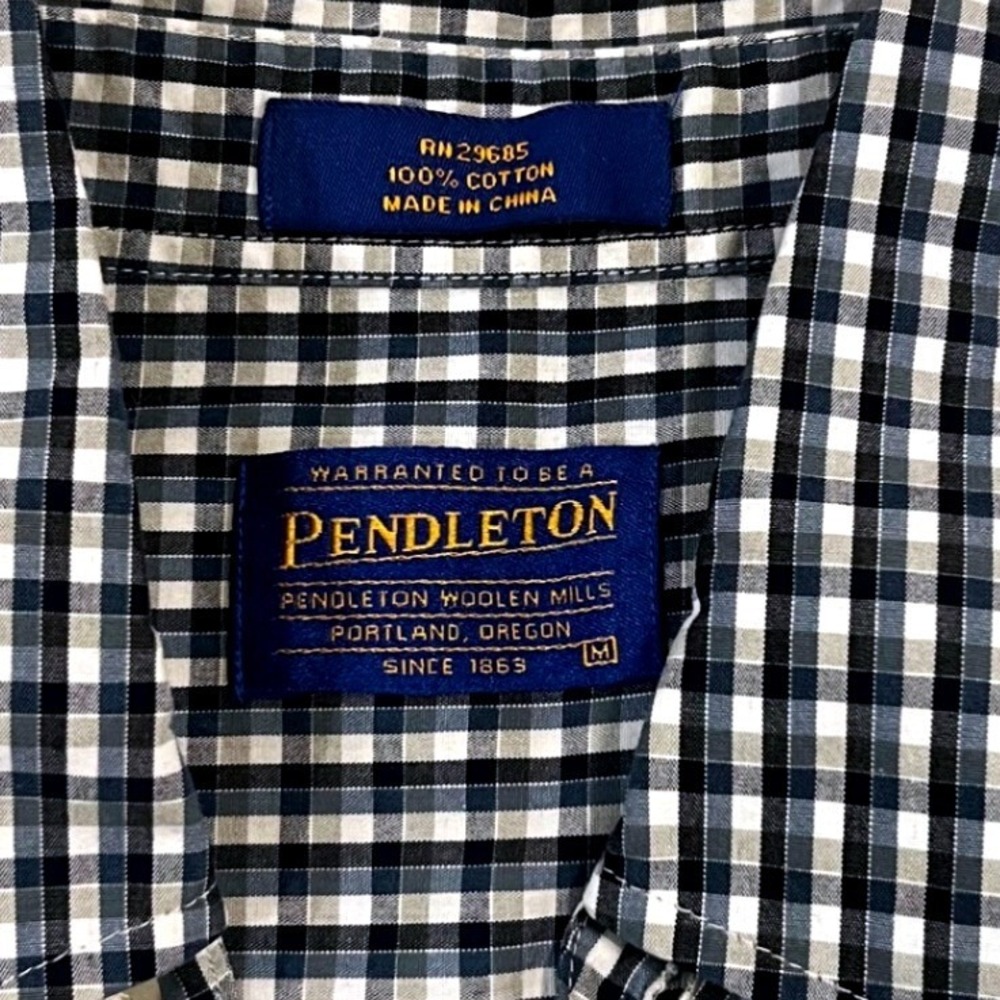 RN 29685
100% COTTON
MADE IN CHINA
WARRANTED TO BE A
PENDLETON
PENDLETON WOOLEN MILLS
PORTLAND, OREGON
SINCE 1863 M